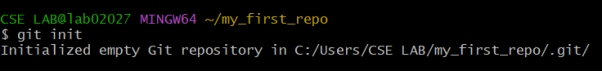 CSE LAB@lab02027 MINGW64 ~/my_first_repo
$ git init
Initialized empty Git repository in C:/Users/CSE LAB/my_first_repo/.git/